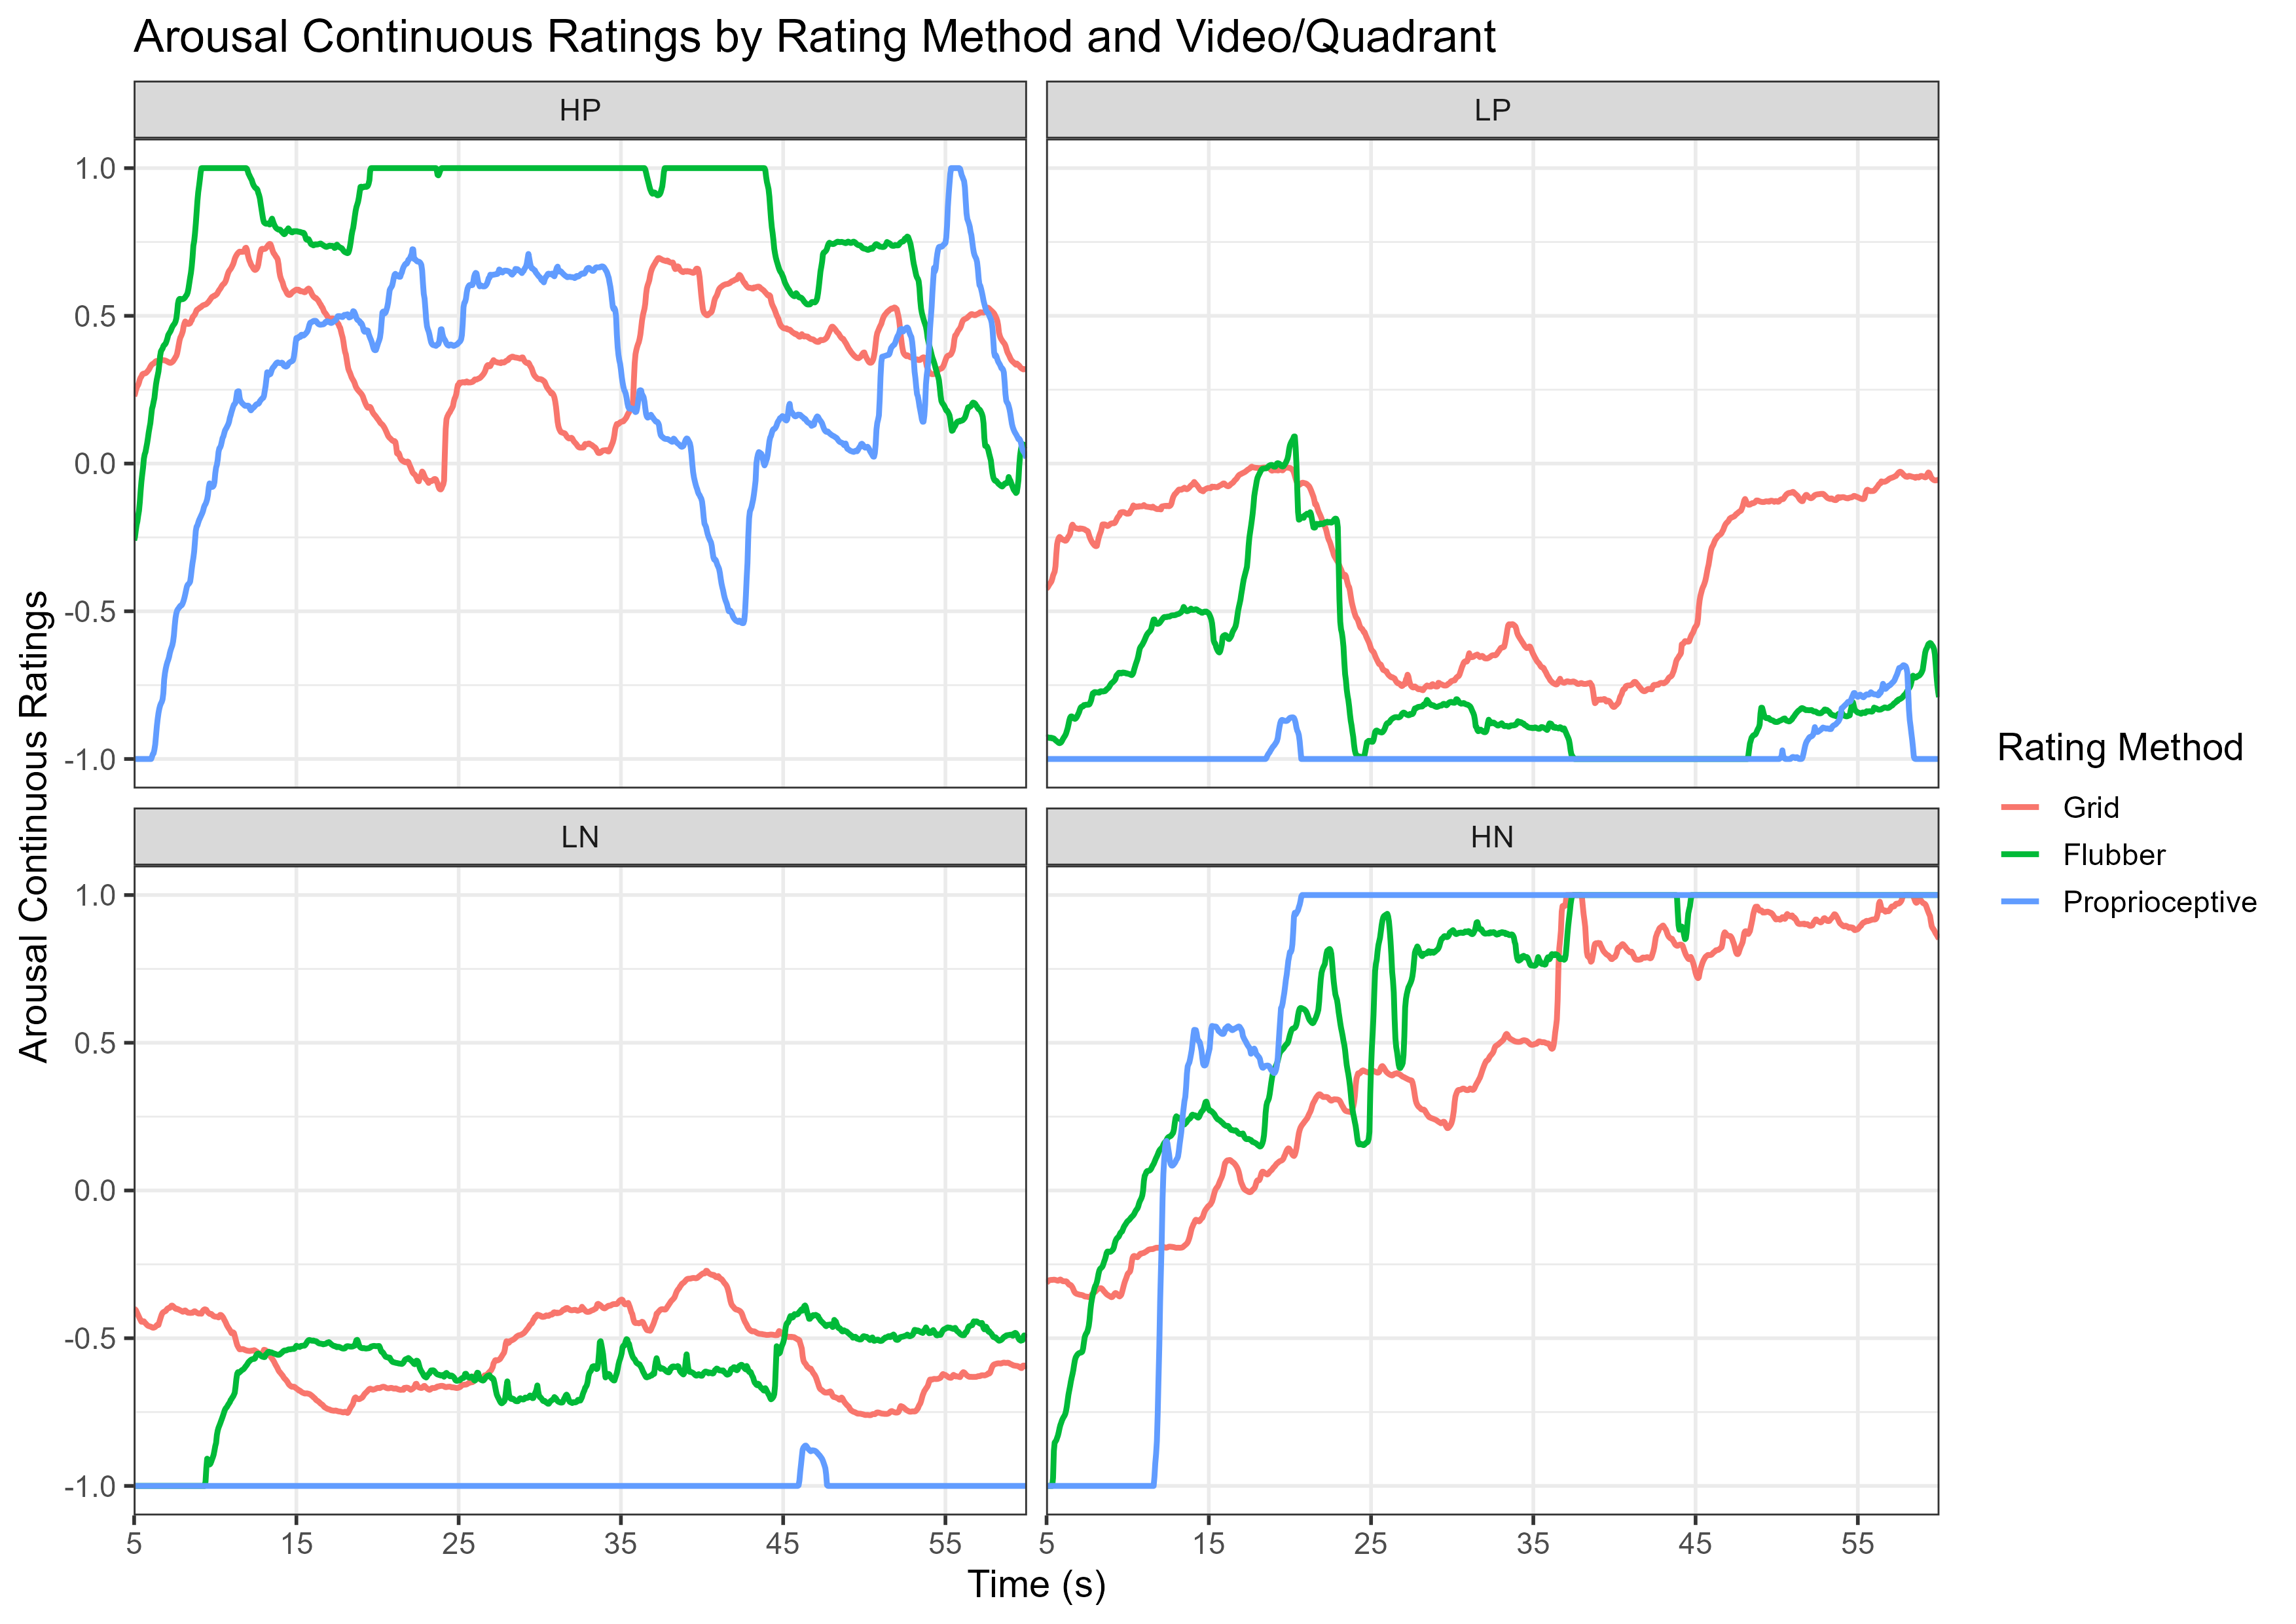 Arousal Continuous Ratings by Rating Method and Video/Quadrant
HP
LP
1.0
0.5
0.0
-0.5
-1.0
LN
HN
1.0
0.5
0.0
-0.5
-1.0
5 15 25 35 45 55
5 15 25 35 45 55
Time (s)
Arousal Continuous Ratings
Rating Method
Grid
Flubber
Proprioceptive